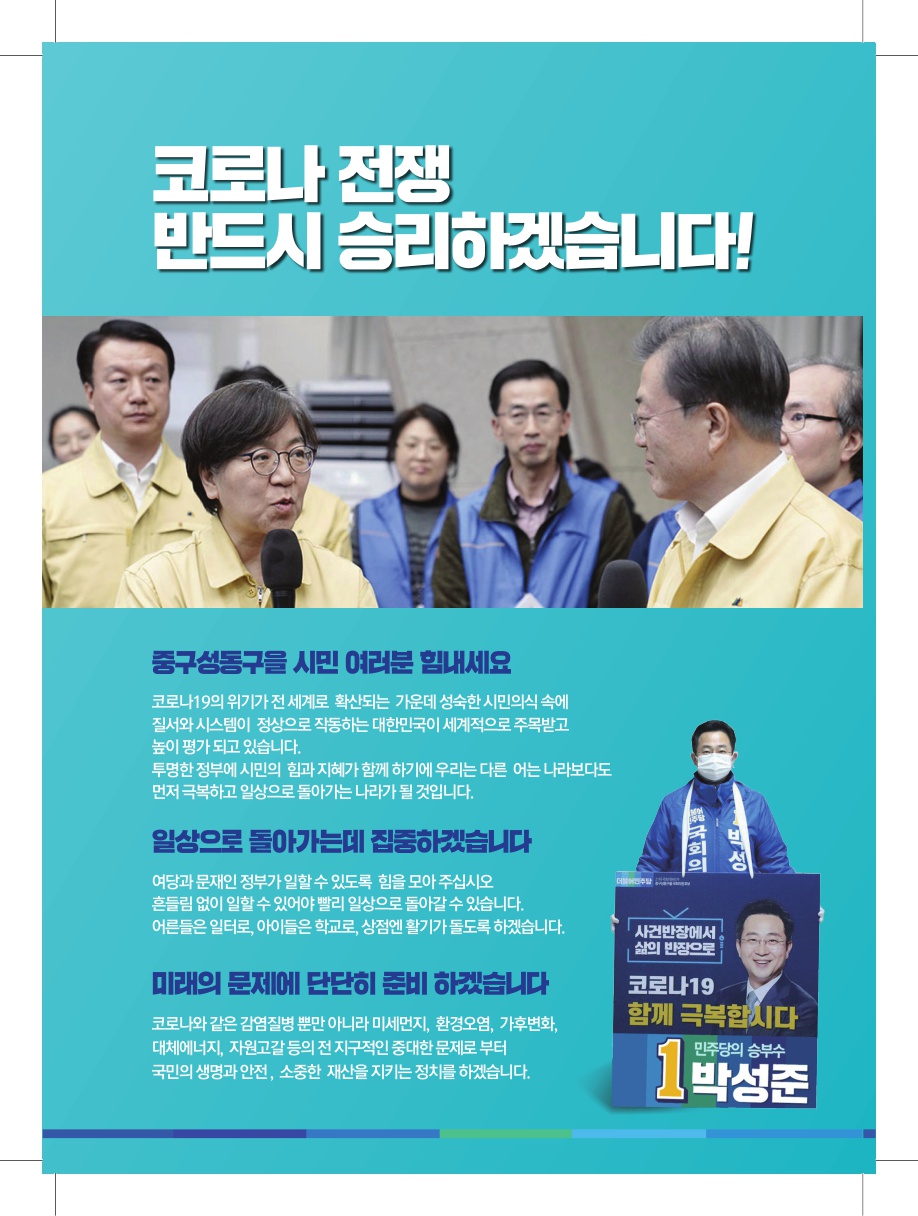 코로나 전쟁
반드시 승리하겠습니다!
중구성동구을 시민 여러분 힘내세요
코로나19의 위기가 전 세계로 확산되는 가운데 성숙한 시민의식 속에
질서와 시스템이 정상으로 작동하는 대한민국이 세계적으로 주목받고
높이 평가 되고 있습니다.
투명한 정부에 시민의 힘과 지혜가 함께 하기에 우리는 다른 어는 나라보다도
먼저 극복하고 일상으로 돌아가는 나라가 될 것입니다.
일상으로 돌아가는데 집중하겠습니다
여당과 문재인 정부가 일할 수 있도록 힘을 모아 주십시오
흔들림 없이 일할 수 있어야 빨리 일상으로 돌아갈 수 있습니다.
어른들은 일터로, 아이들은 학교로, 상점엔 활기가 돌도록 하겠습니다.
미래의 문제에 단단히 준비 하겠습니다
코로나와 같은 감염질병 뿐만 아니라 미세먼지, 환경오염, 가후변화,
대체에너지, 자원고갈 등의 전 지구적인 중대한 문제로 부터
국민의 생명과 안전 , 소중한 재산을 지키는 정치를 하겠습니다.
국회의
박성
더불어민주당
사건반장에서
삶의 반장으로
코로나19
함께 극복합시다
1 민주당의 승부수
박성준